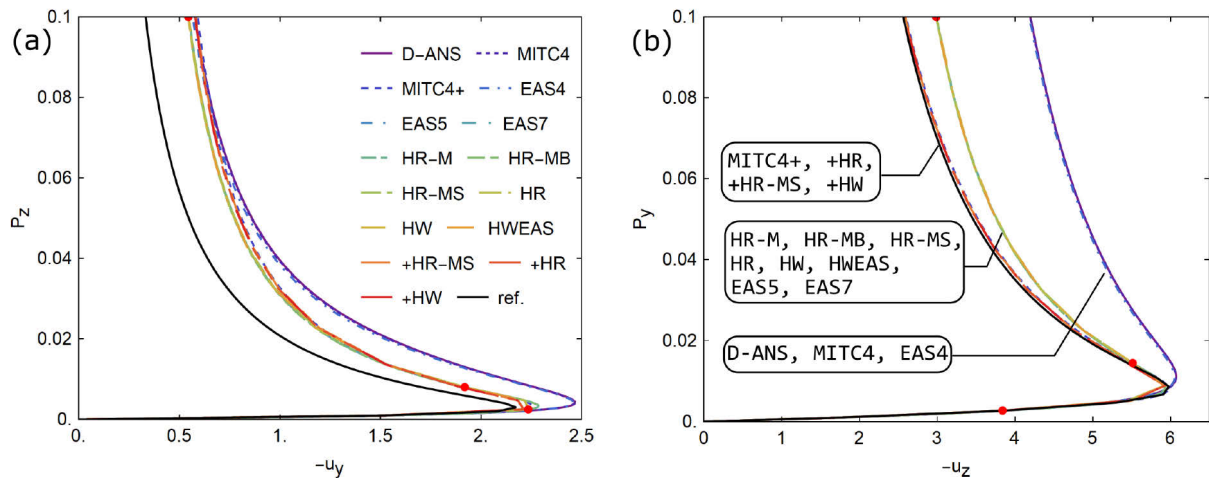 (a)
0.1
0.08
0.06
0.04
0.02
0.
P_z
0.5
1.
1.5
2.
2.5
-u_y
D-ANS MITC4
MITC4+ EAS4
EAS5 EAS7
HR-M HR-MB
HR-MS HR
HW HWEAS
+HR-MS +HR
+HW ref.
(b)
0.1
0.08
0.06
0.04
0.02
0
P_y
0
1
2
3
4
5
6
-u_z
MITC4+, +HR,
+HR-MS, +HW
HR-M, HR-MB, HR-MS,
HR, HW, HWEAS,
EAS5, EAS7
D-ANS, MITC4, EAS4